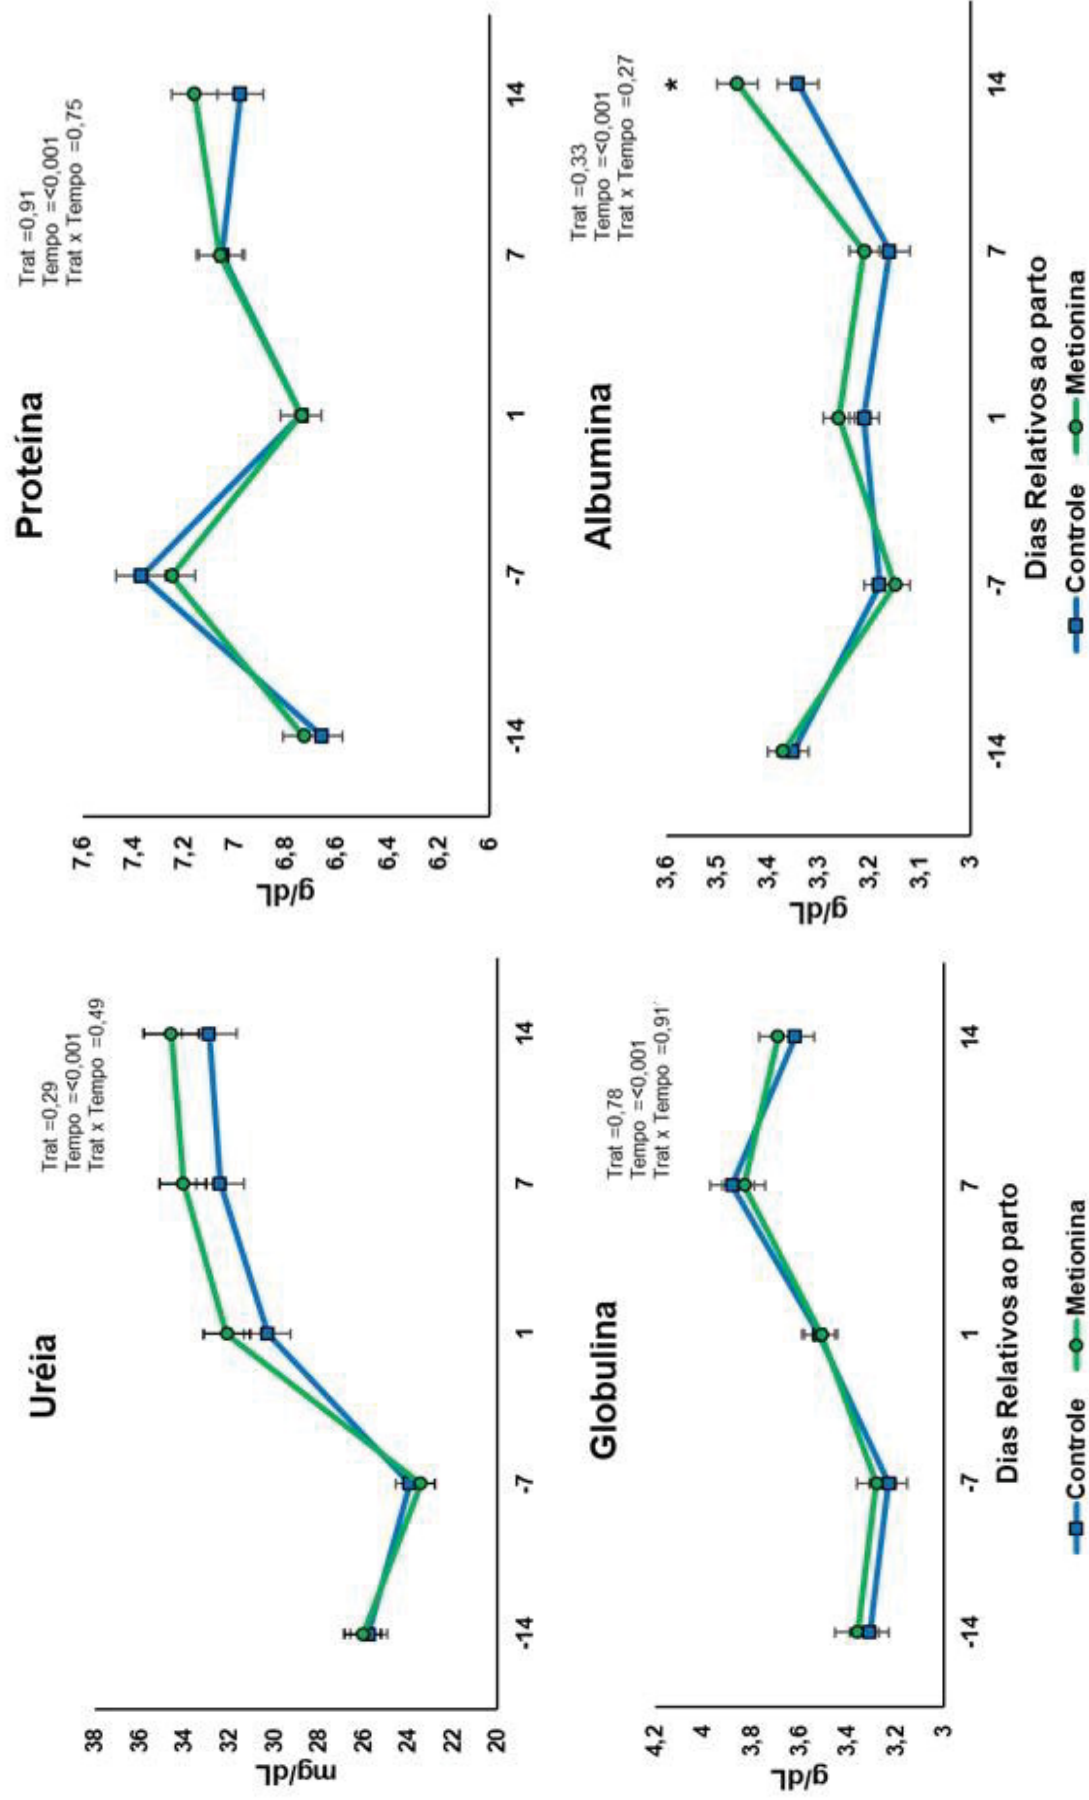 Uréia
Trat =0,29
Tempo =<0,001
Trat x Tempo =0,49
mg/dL
38
36
34
32
30
28
26
24
22
20
-14
-7
1
7
14
Proteína
Trat =0,91
Tempo =<0,001
Trat x Tempo =0,75
g/dL
7,6
7,4
7,2
7
6,8
6,6
6,4
6,2
6
-14
-7
1
7
14
Globulina
Trat =0,78
Tempo =<0,001
Trat x Tempo =0,91
g/dL
4,2
4
3,8
3,6
3,4
3,2
3
-14
-7
1
7
14
Dias Relativos ao parto
Controle
Metionina
Albumina
Trat =0,33
Tempo =<0,001
Trat x Tempo =0,27
*
g/dL
3,6
3,5
3,4
3,3
3,2
3,1
3
-14
-7
1
7
14
Dias Relativos ao parto
Controle
Metionina